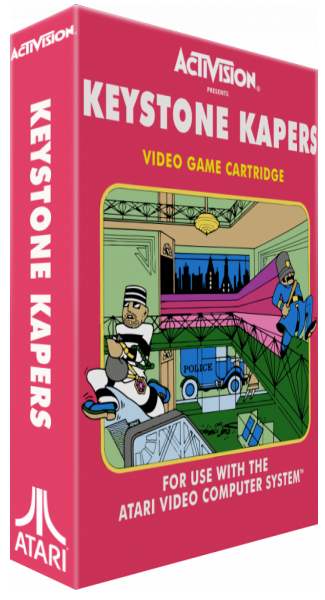 ACTIVISION®
KEYSTONE KAPERS
ATARI
ACTIVISION®
PRESENTS
KEYSTONE KAPERS
VIDEO GAME CARTRIDGE
POLICE
FOR USE WITH THE
ATARI VIDEO COMPUTER SYSTEM™